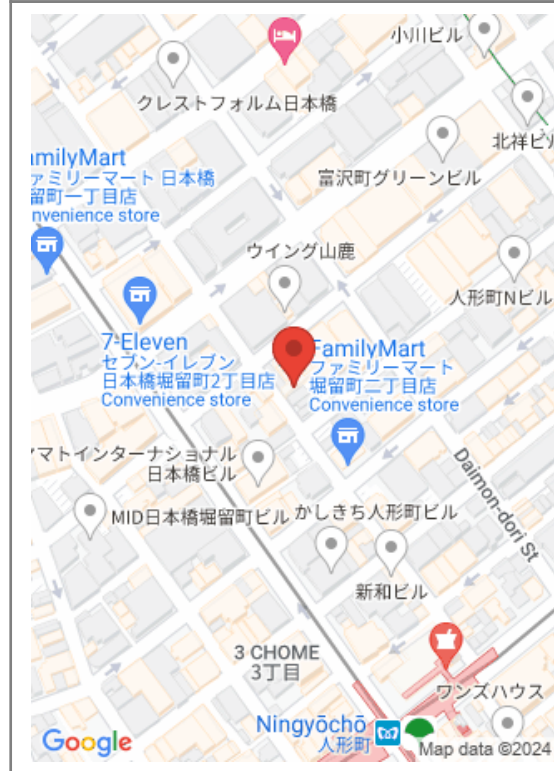 小川ビル
クレストフォルム日本橋
北祥ビル
amilyMart
ァミリーマート 日本橋
留町一丁目店
nvenience store
富沢町グリーンビル
ウイング山鹿
人形町Nビル
7-Eleven
セブン-イレブン
日本橋堀留町2丁目店
Convenience store
FamilyMart
ファミリーマート
堀留町二丁目店
Convenience store
マトインターナショナル
日本橋ビル
Daimon-dori St
MID日本橋堀留町ビル
かしきち人形町ビル
新和ビル
3 CHOME
3丁目
ワンズハウス
Ningyōchō
人形町
Google
Map data ©2024